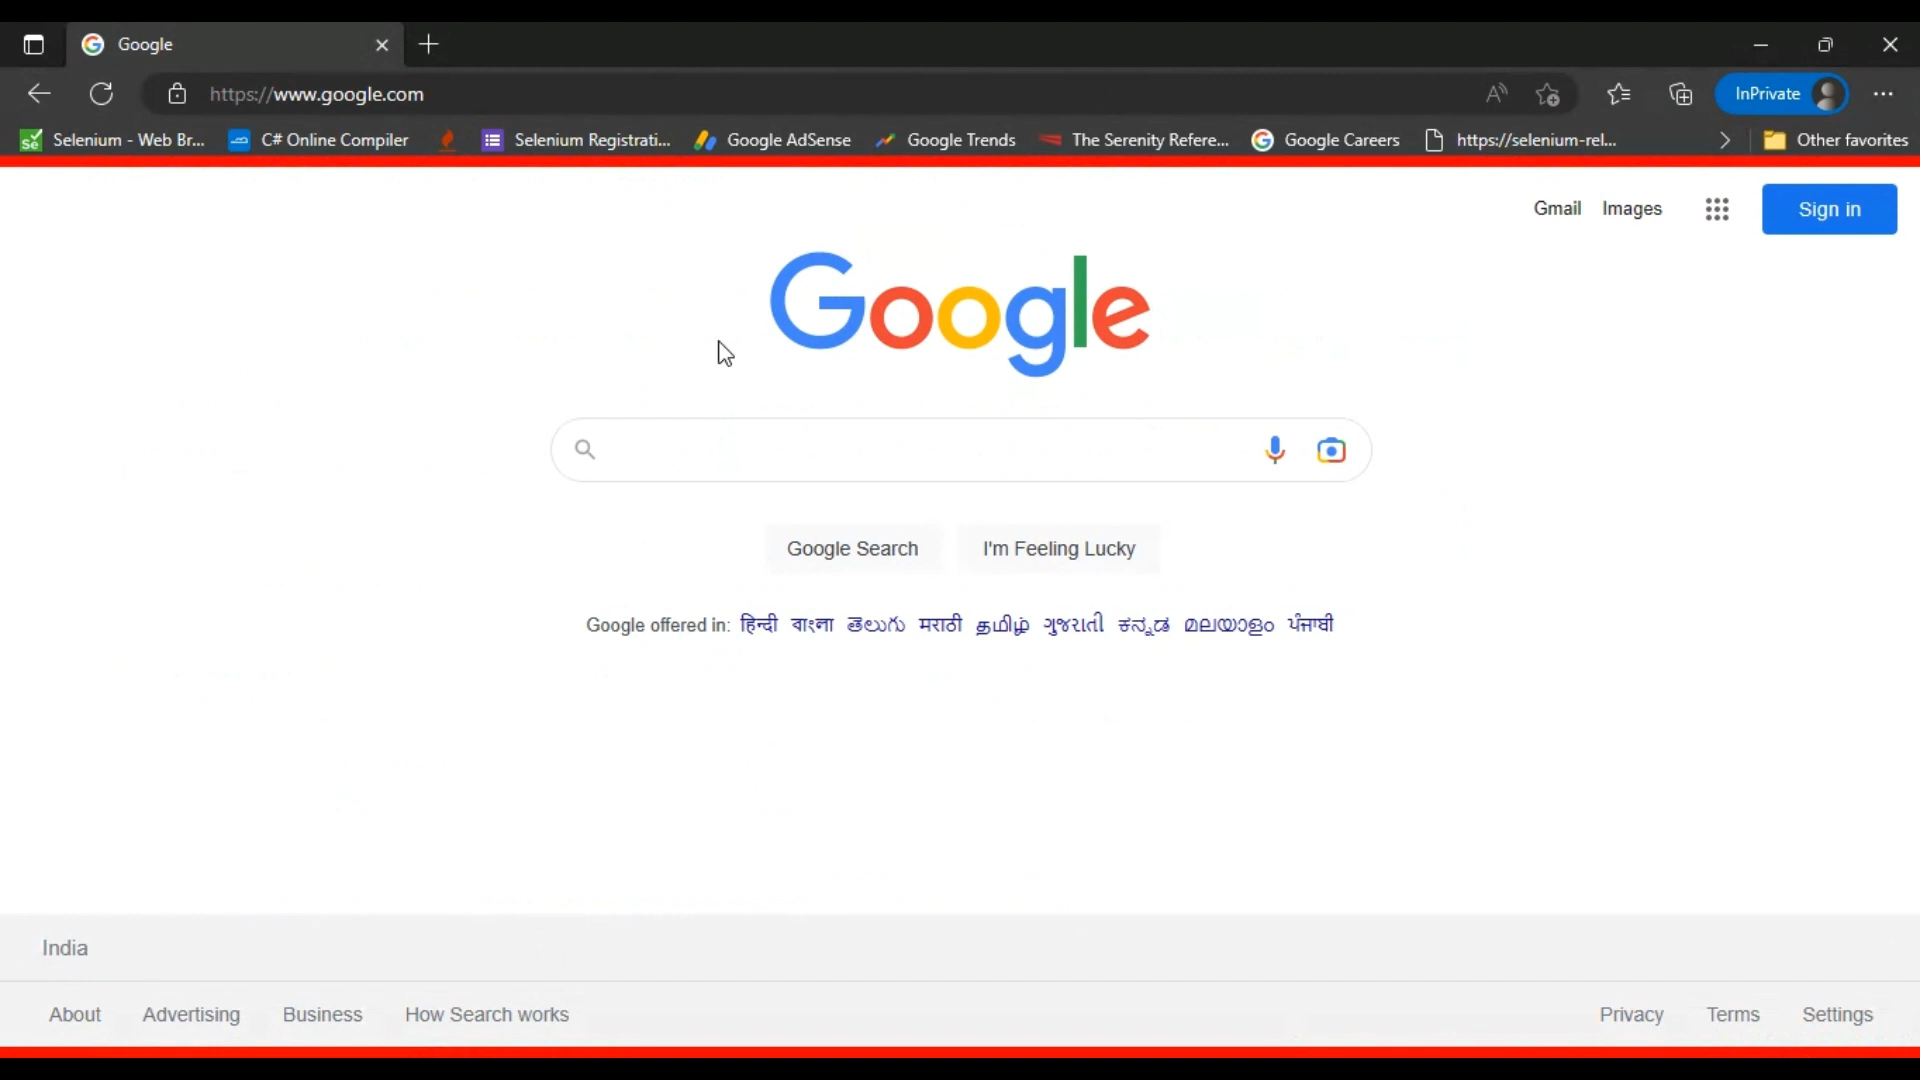 Google
https://www.google.com
InPrivate
Selenium - Web Br... C# Online Compiler Selenium Registrati... Google AdSense Google Trends The Serenity Refere... Google Careers https://selenium-rel... Other favorites
Gmail Images Sign in
Google
Google Search I'm Feeling Lucky
Google offered in: हिन्दी বাংলা తెలుగు मराठी தமிழ் ગુજરાતી ಕನ್ನಡ മലയാളം ਪੰਜਾਬੀ
India
About Advertising Business How Search works Privacy Terms Settings